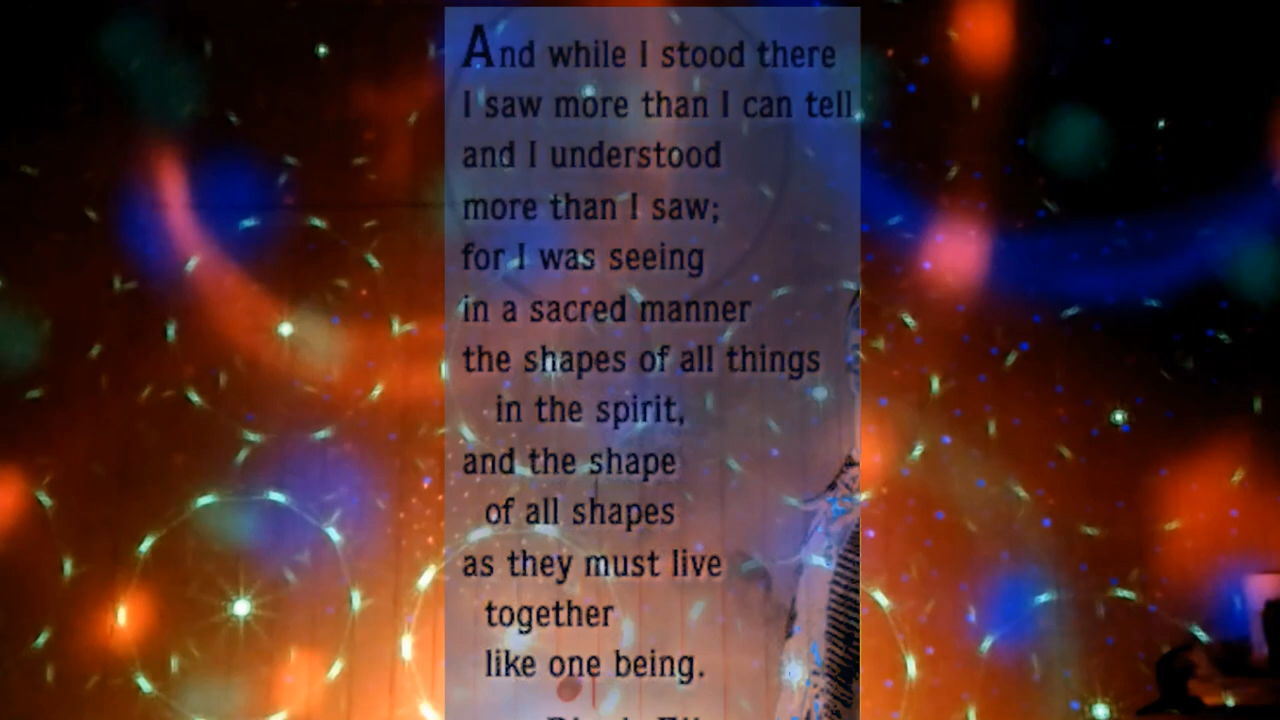 And while I stood there
I saw more than I can tell
and I understood
more than I saw;
for I was seeing
in a sacred manner
the shapes of all things
in the spirit,
and the shape
of all shapes
as they must live
together
like one being.